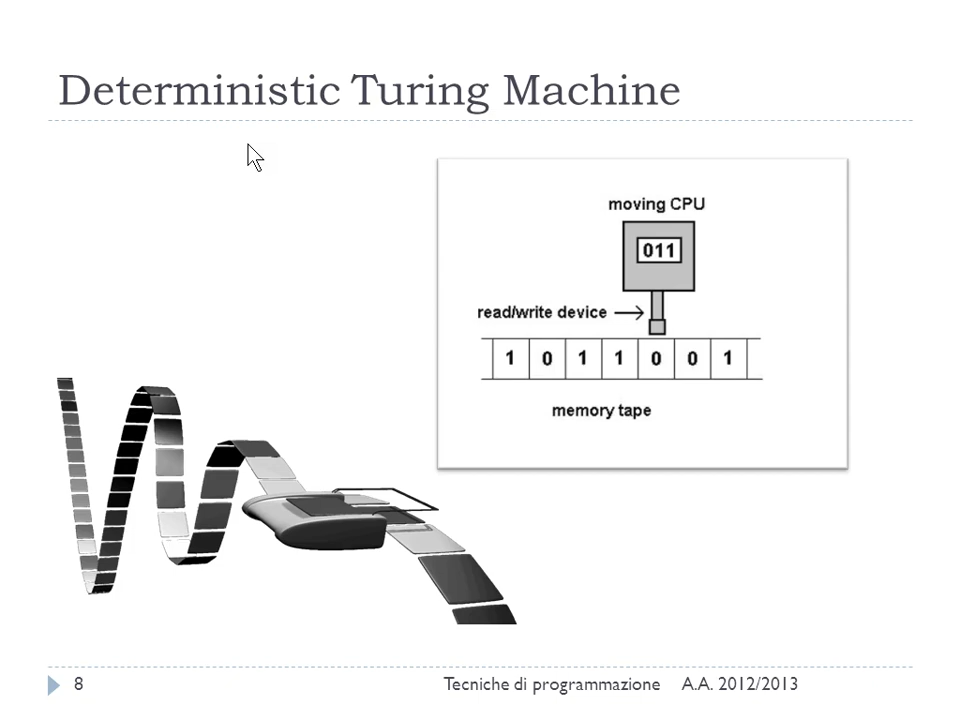 Deterministic Turing Machine
moving CPU
011
read/write device
1 0 1 1 0 0 1
memory tape
8 Tecniche di programmazione A.A. 2012/2013